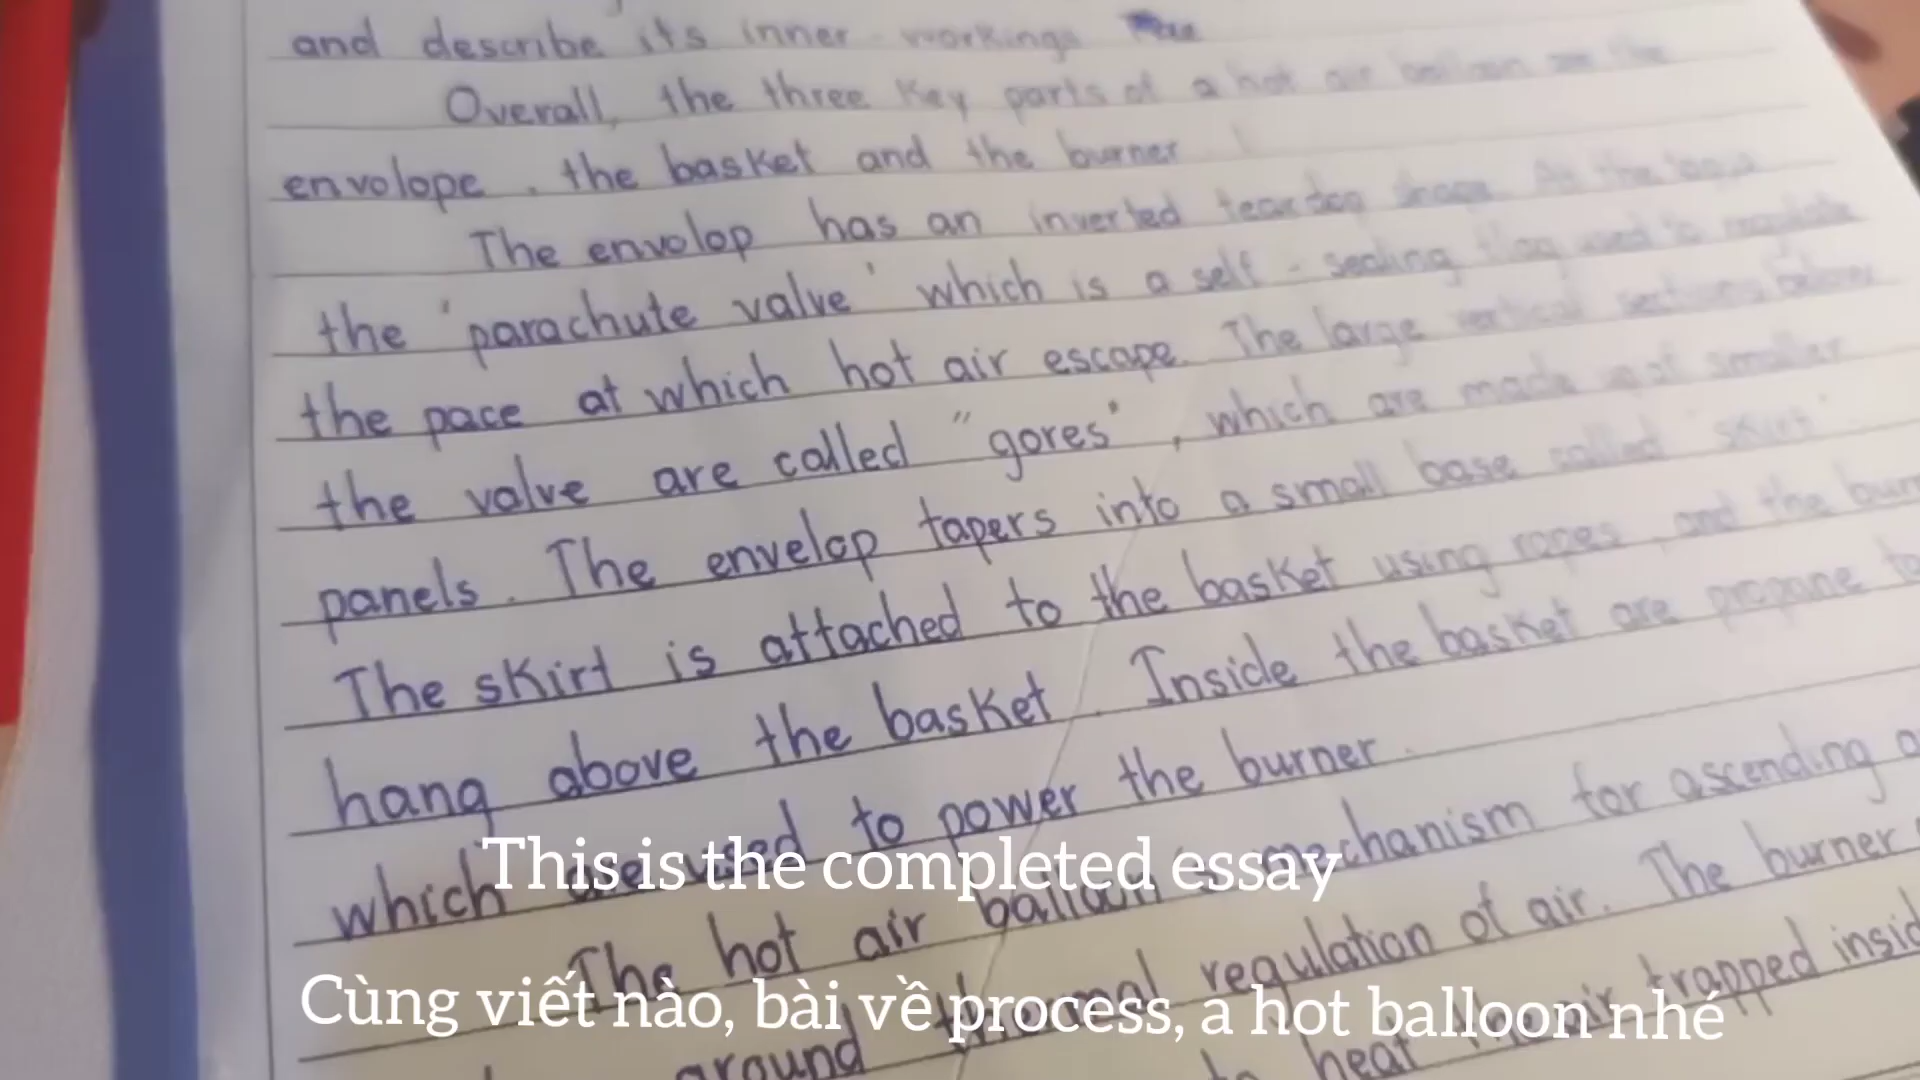 and describe its inner workings
Overall, the three key parts of a hot air balloon are the
envolope, the basket and the burner
The envolop has an inverted teardrop shape. At the top is
the 'parachute valve' which is a self-sealing flap used to regulate
the pace at which hot air escape. The large vertical sections below
the valve are called "gores", which are made up of smaller
panels. The envelop tapers into a small base called "skirt".
The skirt is attached to the basket using ropes, and the
hang above the basket. Inside the basket are propane
which are used to power the burner.
The hot air balloon's mechanism for ascending
around thermal regulation of air. The burner
to heat the air trapped
This is the completed essay
Cùng viết nào, bài về process, a hot balloon nhé